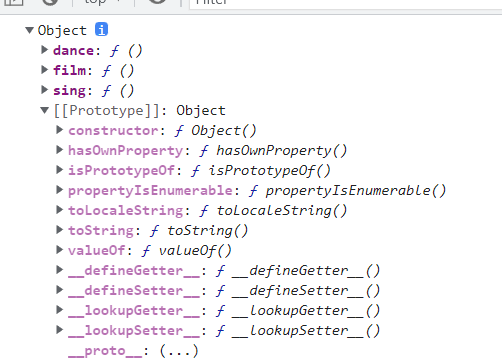 top
Filter
Object i
dance: ƒ ()
film: ƒ ()
sing: ƒ ()
[[Prototype]]: Object
constructor: ƒ Object()
hasOwnProperty: ƒ hasOwnProperty()
isPrototypeOf: ƒ isPrototypeOf()
propertyIsEnumerable: ƒ propertyIsEnumerable()
toLocaleString: ƒ toLocaleString()
toString: ƒ toString()
valueOf: ƒ valueOf()
__defineGetter__: ƒ __defineGetter__()
__defineSetter__: ƒ __defineSetter__()
__lookupGetter__: ƒ __lookupGetter__()
__lookupSetter__: ƒ __lookupSetter__()
__proto__: (...)